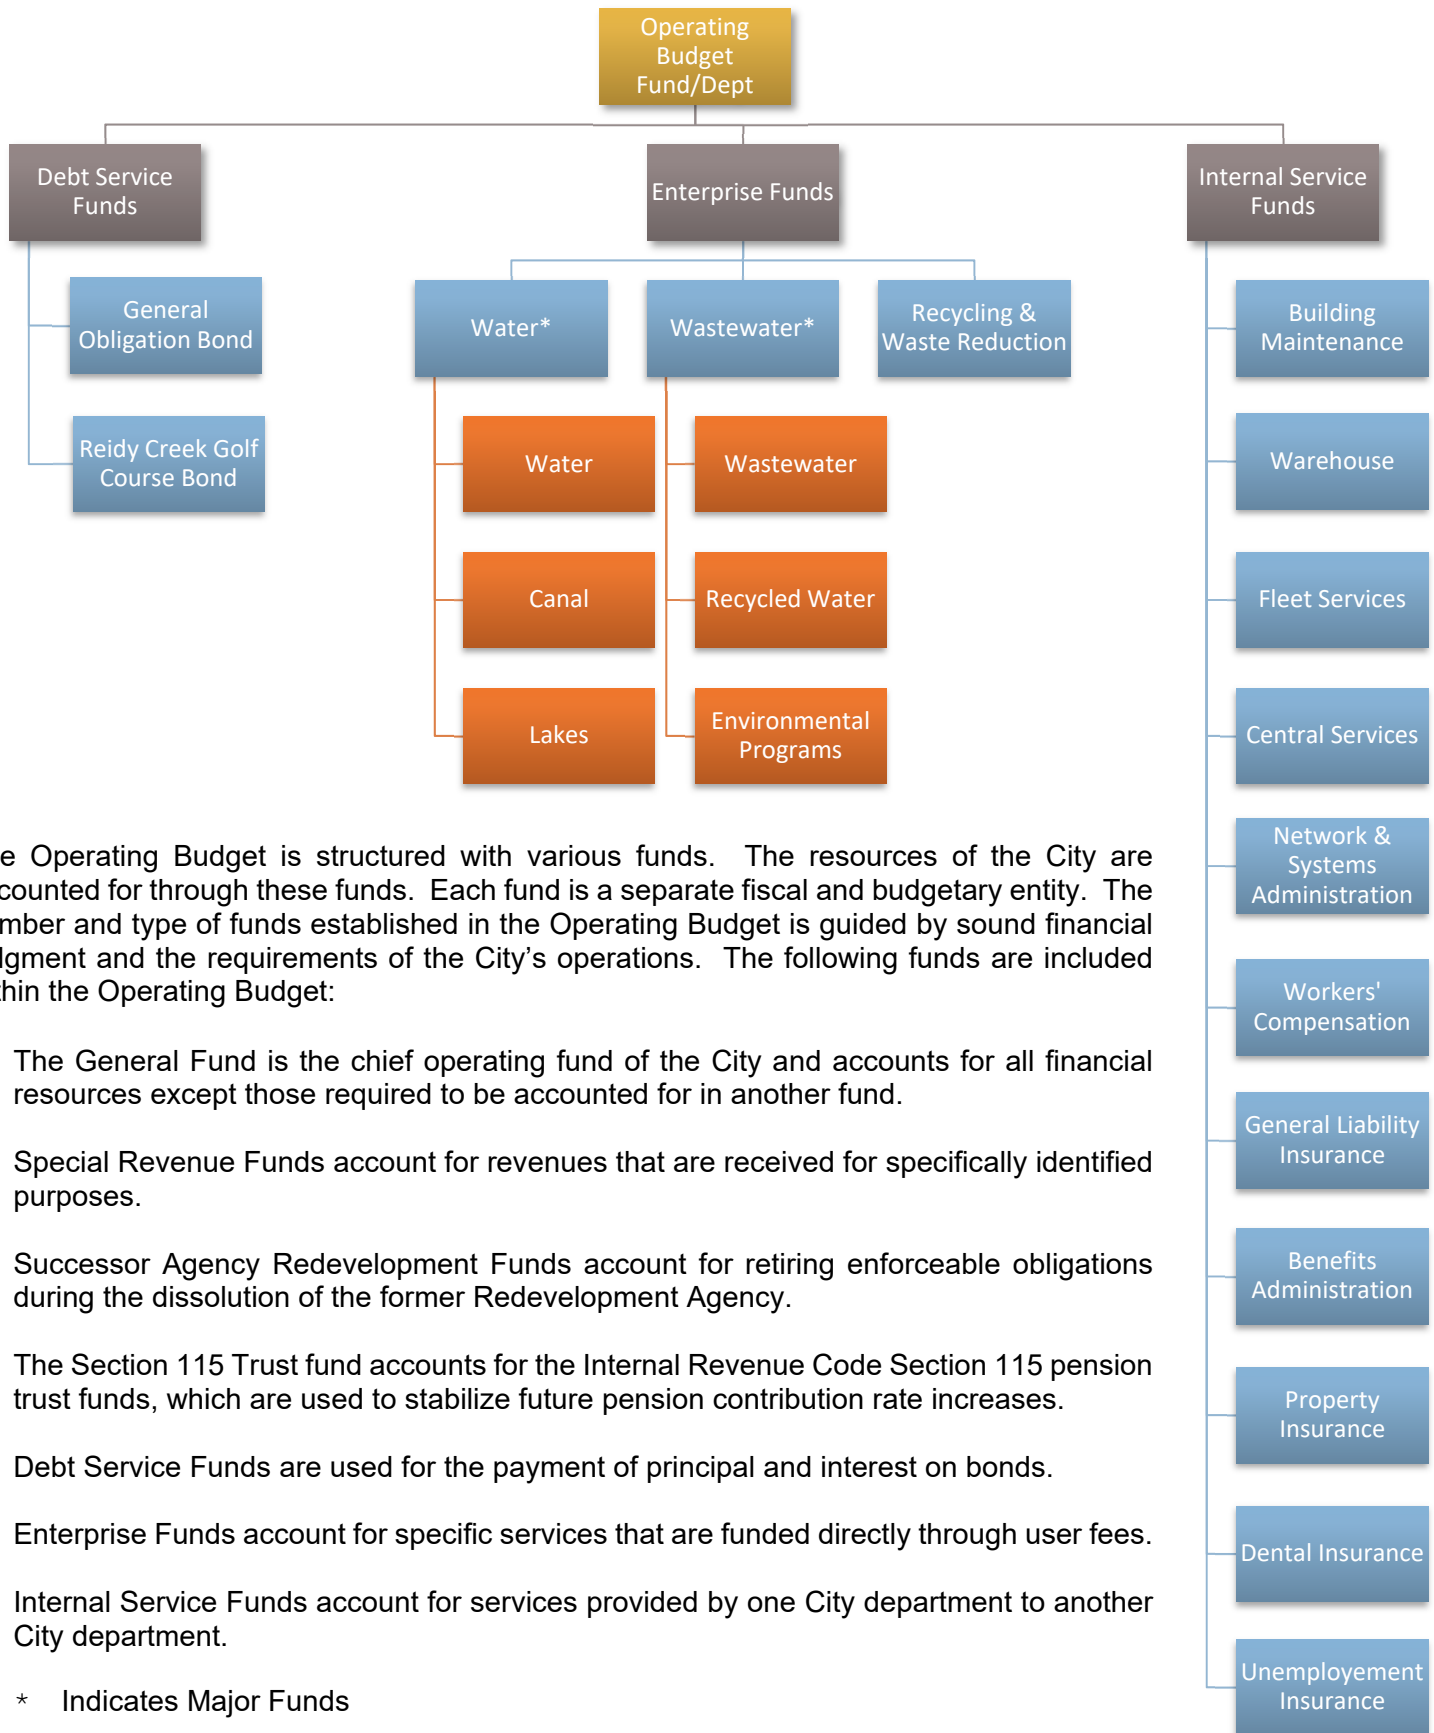 Operating
Budget
Fund/Dept
Debt Service
Funds
Enterprise Funds
Internal Service
Funds
General
Obligation Bond
Reidy Creek Golf
Course Bond
Water*
Wastewater*
Recycling &
Waste Reduction
Water
Canal
Lakes
Wastewater
Recycled Water
Environmental
Programs
Building
Maintenance
Warehouse
Fleet Services
Central Services
Network &
Systems
Administration
Workers'
Compensation
General Liability
Insurance
Benefits
Administration
Property
Insurance
Dental Insurance
Unemployement
Insurance
Operating Budget is structured with various funds. The resources of the City are
for through these funds. Each fund is a separate fiscal and budgetary entity. The
and type of funds established in the Operating Budget is guided by sound financial
and the requirements of the City's operations. The following funds are included
the Operating Budget:
The General Fund is the chief operating fund of the City and accounts for all financial
resources except those required to be accounted for in another fund.
Special Revenue Funds account for revenues that are received for specifically identified
purposes.
Successor Agency Redevelopment Funds account for retiring enforceable obligations
during the dissolution of the former Redevelopment Agency.
The Section 115 Trust fund accounts for the Internal Revenue Code Section 115 pension
trust funds, which are used to stabilize future pension contribution rate increases.
Debt Service Funds are used for the payment of principal and interest on bonds.
Enterprise Funds account for specific services that are funded directly through user fees.
Internal Service Funds account for services provided by one City department to another
City department.
* Indicates Major Funds